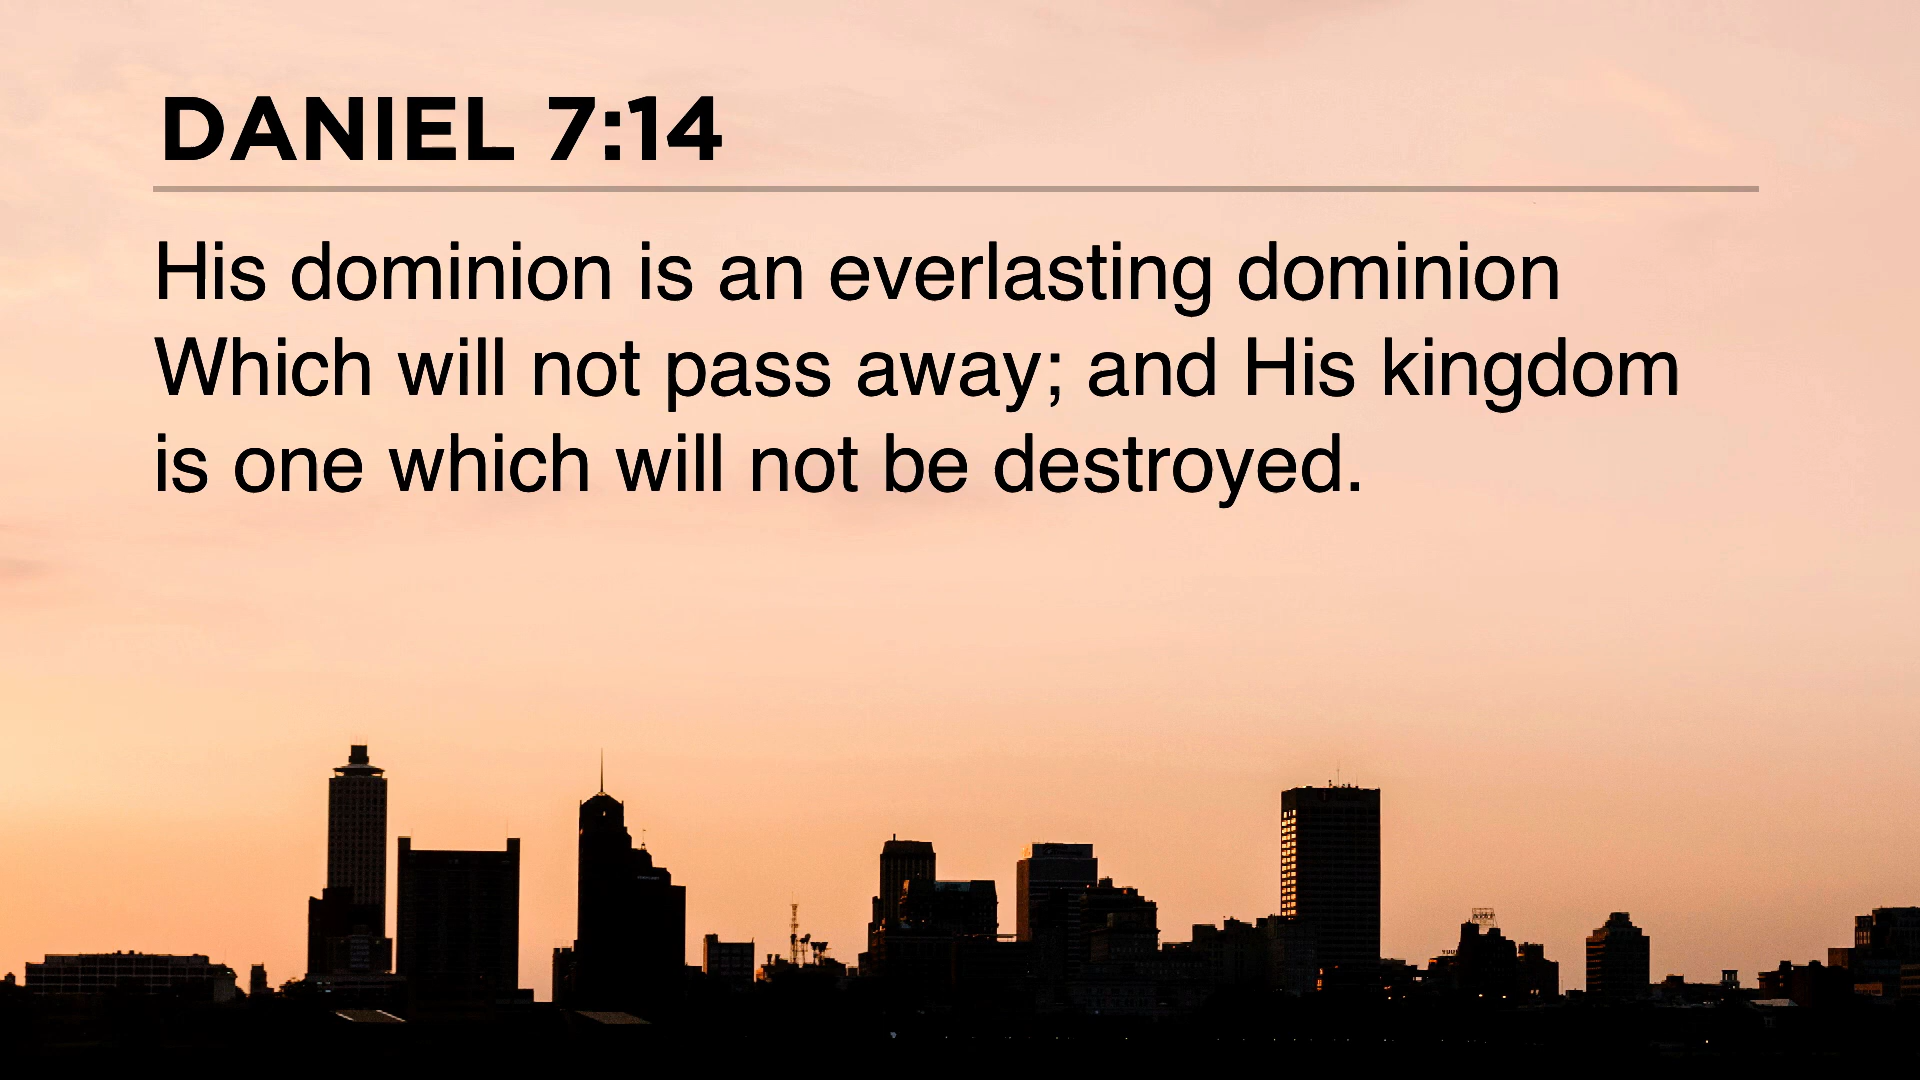 DANIEL 7:14
His dominion is an everlasting dominion
Which will not pass away; and His kingdom
is one which will not be destroyed.